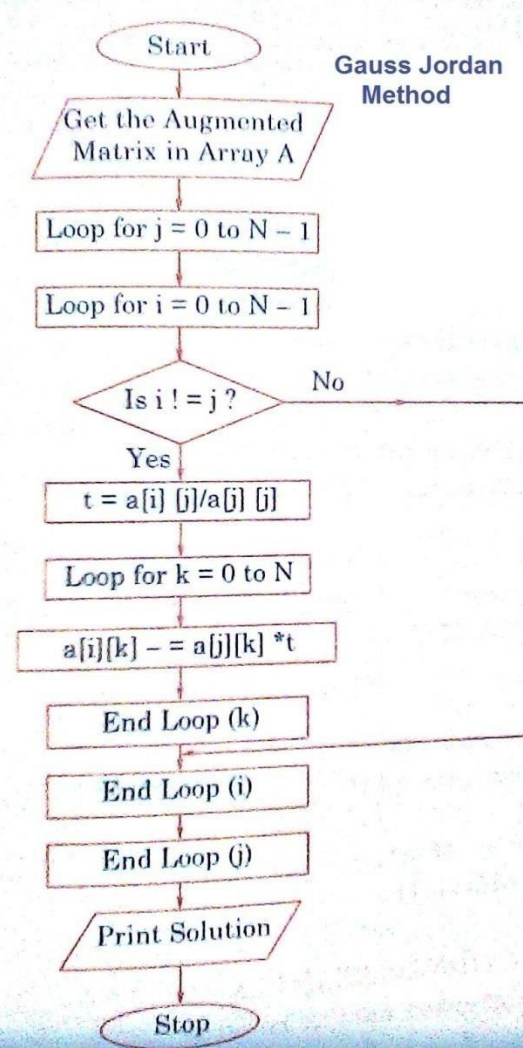 Start
Gauss Jordan
Method
Get the Augmented
Matrix in Array A
Loop for j = 0 to N – 1
Loop for i = 0 to N – 1
Is i ! = j ?
No
Yes
t = a[i] [j]/a[j] [j]
Loop for k = 0 to N
a[i][k] – = a[j][k] *t
End Loop (k)
End Loop (i)
End Loop (j)
Print Solution
Stop